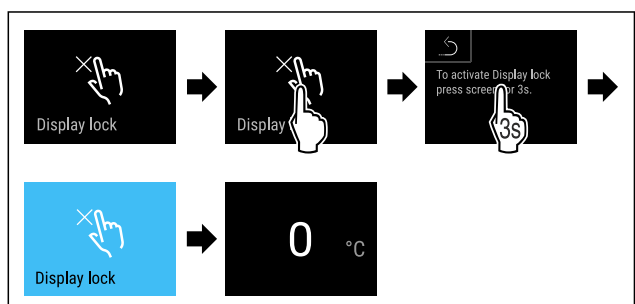 Display lock
Display
To activate Display lock
press screen for 3s.
3s
Display lock
0 °C